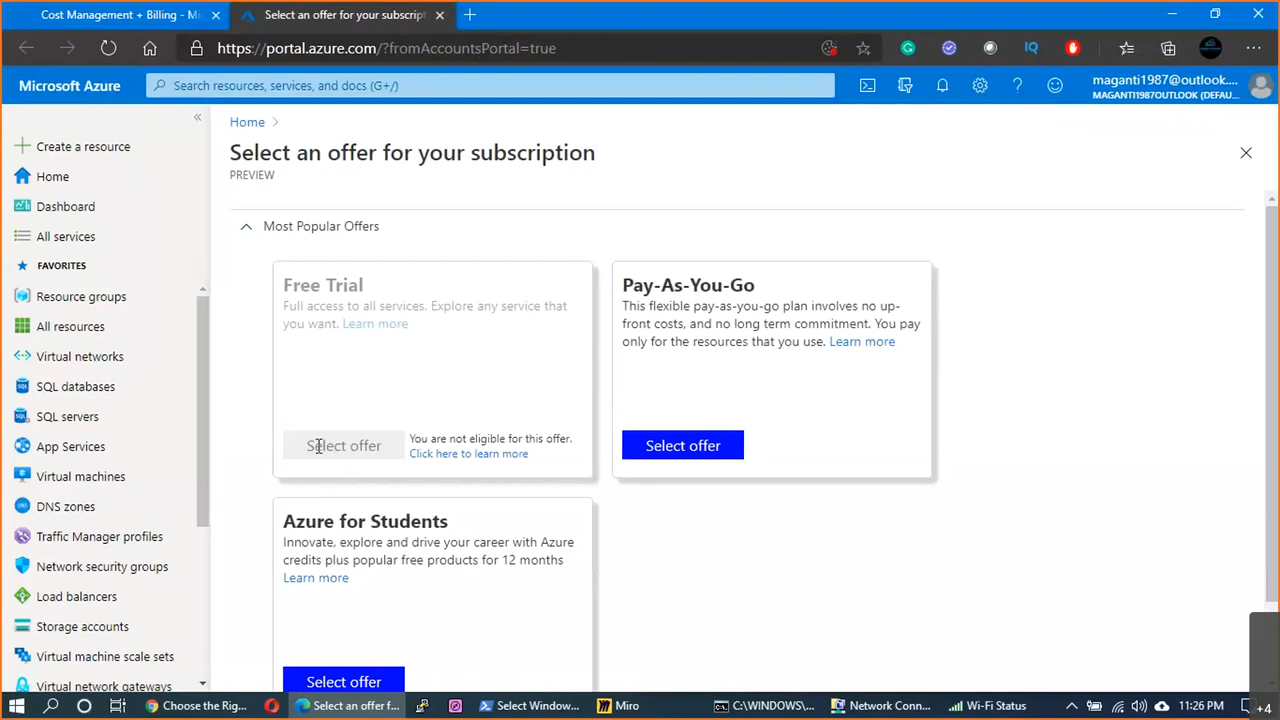 Cost Management + Billing - Mi
Select an offer for your subscript
https://portal.azure.com/?fromAccountsPortal=true
IQ
Microsoft Azure
Search resources, services, and docs (G+/)
maganti1987@outlook....
MAGANTI1987OUTLOOK (DEFAU...
Create a resource
Home
Dashboard
All services
FAVORITES
Resource groups
All resources
Virtual networks
SQL databases
SQL servers
App Services
Virtual machines
DNS zones
Traffic Manager profiles
Network security groups
Load balancers
Storage accounts
Virtual machine scale sets
Virtual network gateways
Home
Select an offer for your subscription
PREVIEW
Most Popular Offers
Free Trial
Full access to all services. Explore any service that
you want. Learn more
Select offer
You are not eligible for this offer.
Click here to learn more
Pay-As-You-Go
This flexible pay-as-you-go plan involves no up-
front costs, and no long term commitment. You pay
only for the resources that you use. Learn more
Select offer
Azure for Students
Innovate, explore and drive your career with Azure
credits plus popular free products for 12 months
Learn more
Select offer
Choose the Rig...
Select an offer f...
Select Window...
Miro
C:\WINDOWS\...
Network Conn...
Wi-Fi Status
11:26 PM
+4